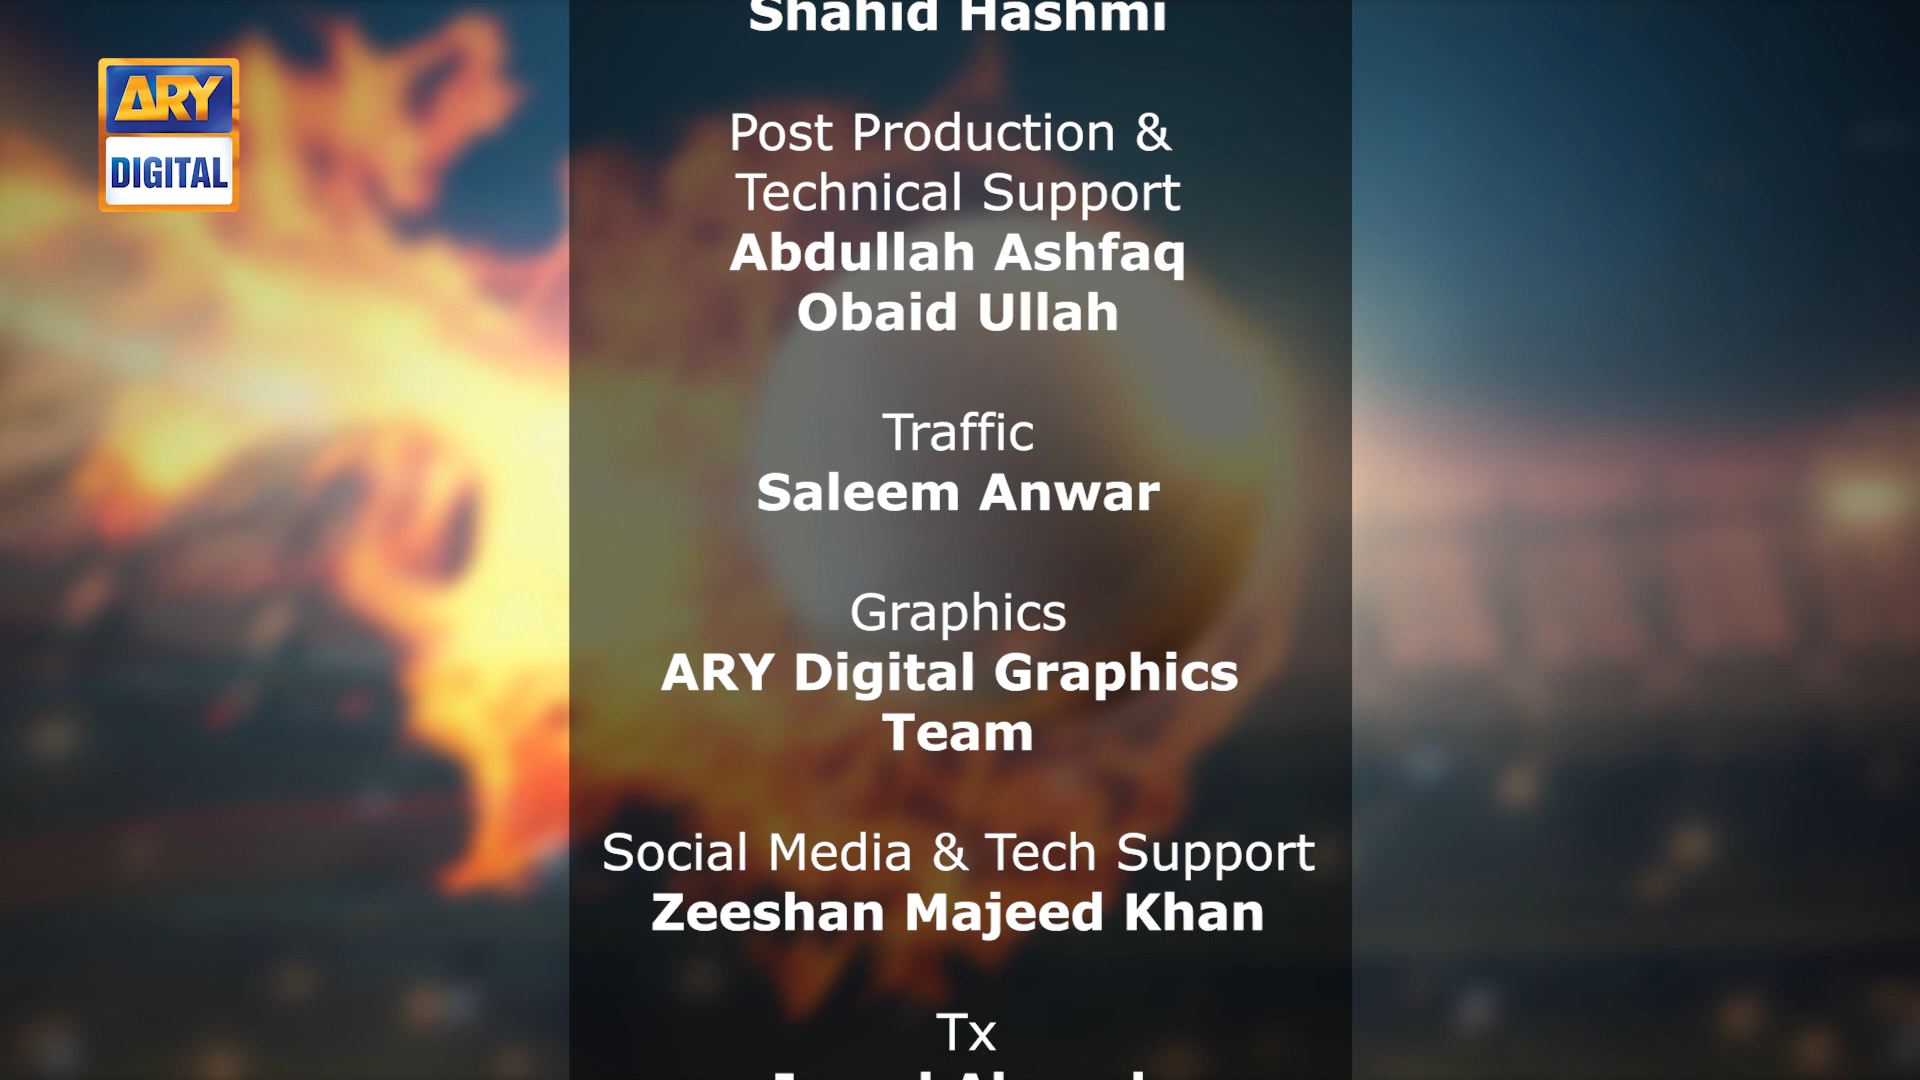 Shahid Hashmi
ARY
DIGITAL
Post Production &
Technical Support
Abdullah Ashfaq
Obaid Ullah
Traffic
Saleem Anwar
Graphics
ARY Digital Graphics
Team
Social Media & Tech Support
Zeeshan Majeed Khan
Tx